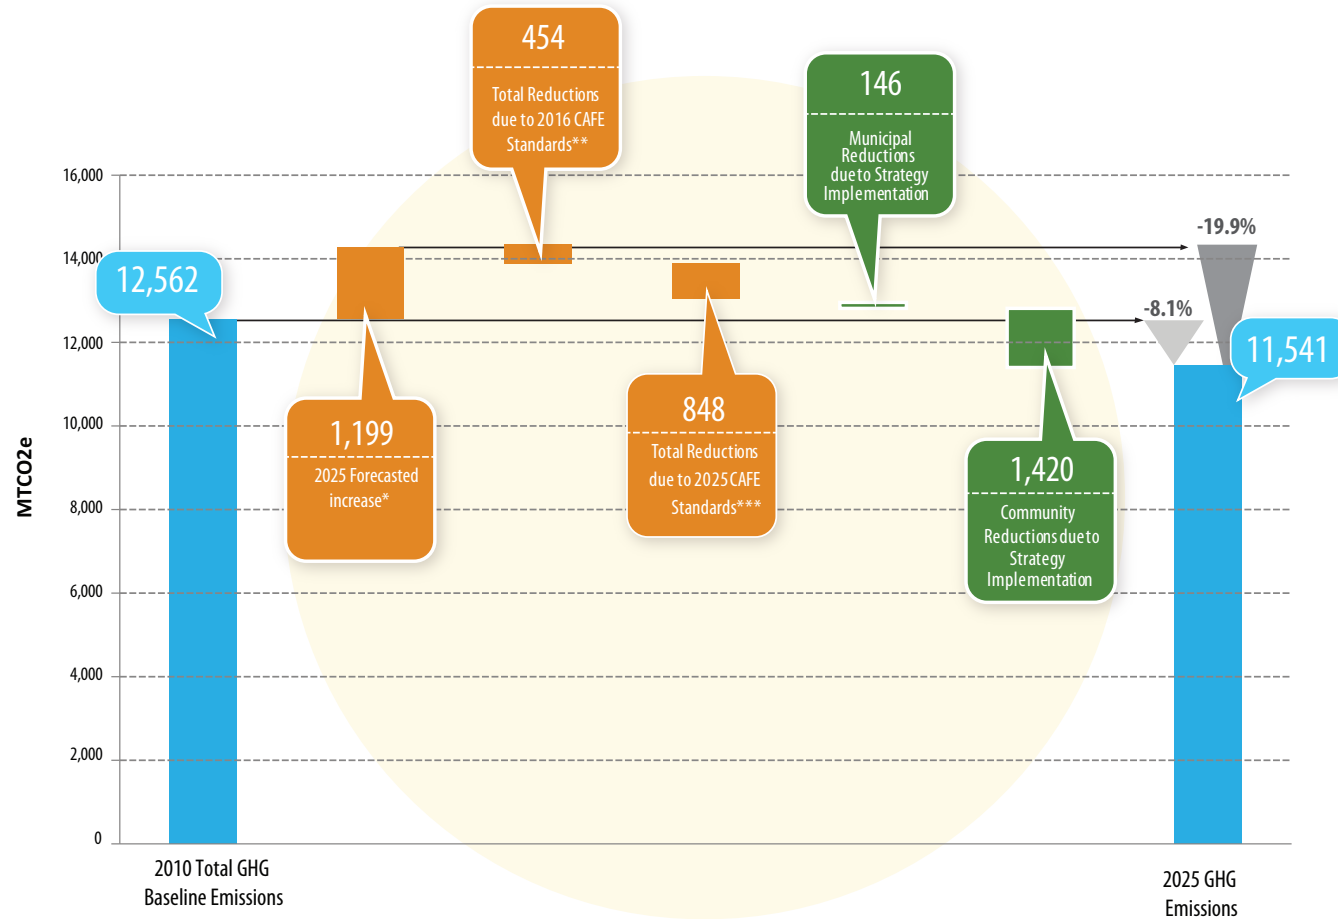 454
Total Reductions
due to 2016 CAFE
Standards**
146
Municipal
Reductions
due to Strategy
Implementation
16,000
14,000
12,000
10,000
8,000
6,000
4,000
2,000
0
MTCO2e
12,562
1,199
2025 Forecasted
increase*
848
Total Reductions
due to 2025 CAFE
Standards***
1,420
Community
Reductions due to
Strategy
Implementation
-19.9%
-8.1%
11,541
2010 Total GHG
Baseline Emissions
2025 GHG
Emissions